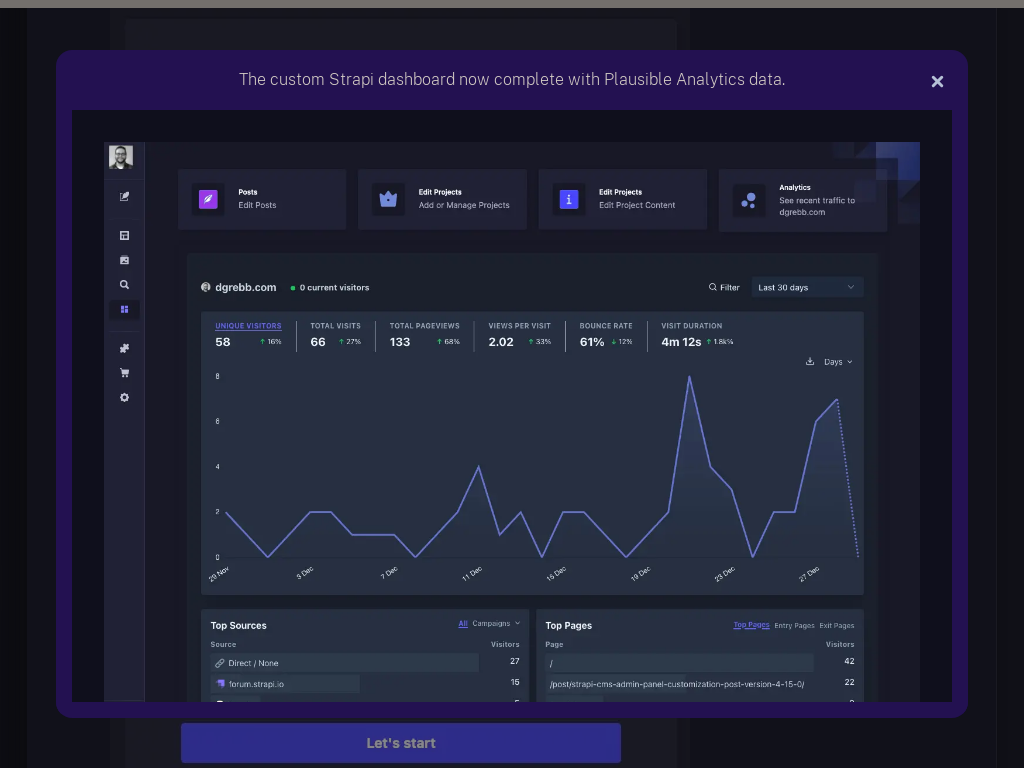 The custom Strapi dashboard now complete with Plausible Analytics data.
Posts
Edit Posts
Edit Projects
Add or Manage Projects
Edit Projects
Edit Project Content
Analytics
See recent traffic to
dgrebb.com
dgrebb.com
0 current visitors
Filter
Last 30 days
UNIQUE VISITORS
58 ↑ 16%
TOTAL VISITS
66 ↑ 27%
TOTAL PAGEVIEWS
133 ↑ 68%
VIEWS PER VISIT
2.02 ↑ 33%
BOUNCE RATE
61% ↓ 12%
VISIT DURATION
4m 12s ↑ 1.8k%
Days
8
6
4
2
0
29 Nov
3 Dec
7 Dec
11 Dec
15 Dec
19 Dec
23 Dec
27 Dec
Top Sources
All Campaigns
Source Visitors
Direct / None 27
forum.strapi.io 15
Top Pages
Top Pages Entry Pages Exit Pages
Page Visitors
/ 42
/post/strapi-cms-admin-panel-customization-post-version-4-15-0/ 22
Let's start